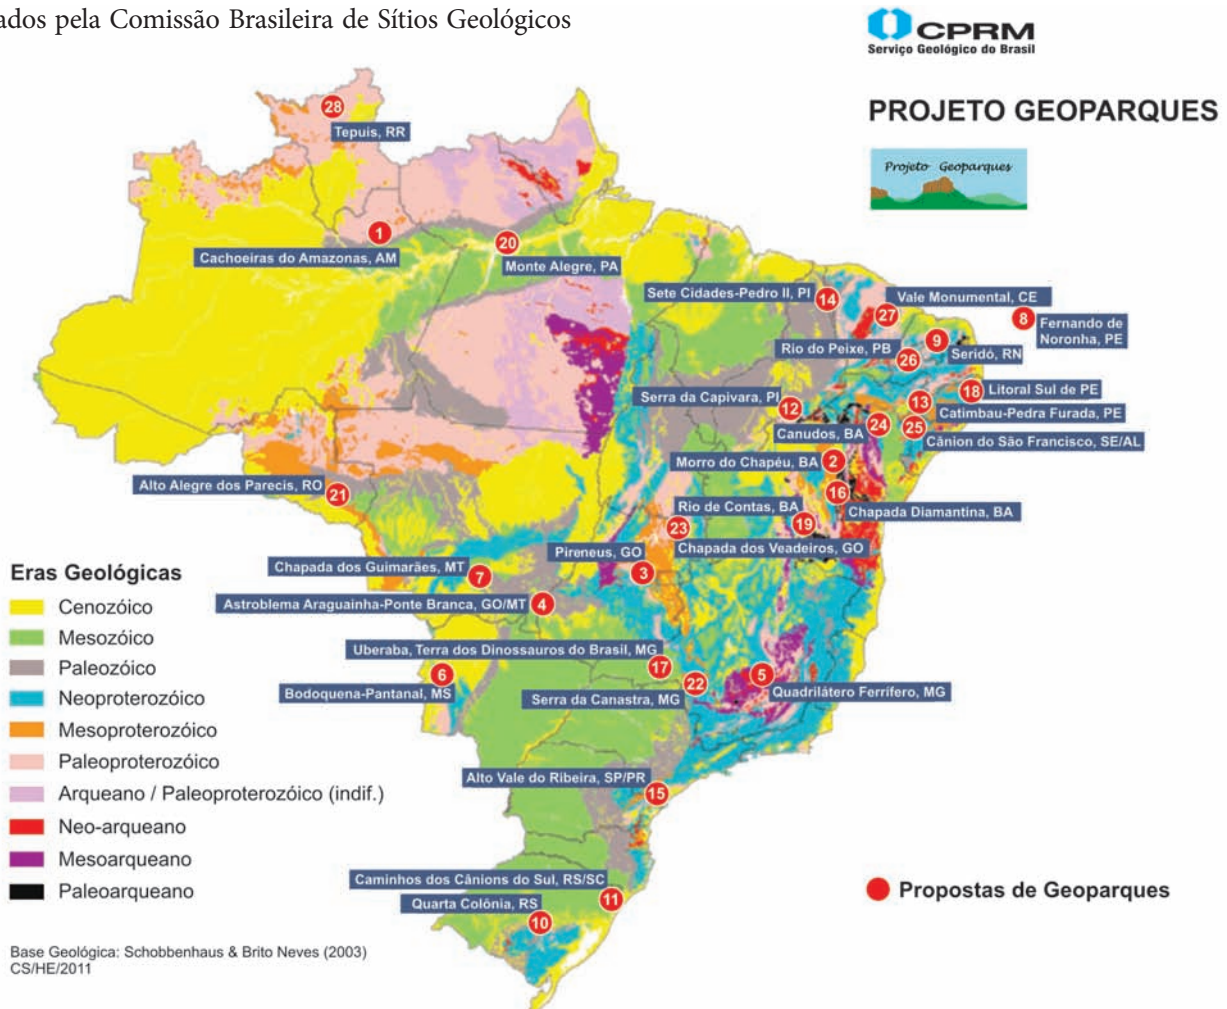 ados pela Comissão Brasileira de Sítios Geológicos
CPRM
Serviço Geológico do Brasil
PROJETO GEOPARQUES
Projeto Geoparques
28
Tepuis, RR
1
Cachoeiras do Amazonas, AM
20
Monte Alegre, PA
Sete Cidades-Pedro II, PI
14
Vale Monumental, CE
27
8
Fernando de
Noronha, PE
Rio do Peixe, PB
26
9
Seridó, RN
Serra da Capivara, PI
12
18
Litoral Sul de PE
13
Catimbau-Pedra Furada, PE
Canudos, BA
24
25
Cânion do São Francisco, SE/AL
Morro do Chapéu, BA
2
Alto Alegre dos Parecis, RO
21
16
Chapada Diamantina, BA
Rio de Contas, BA
19
23
Chapada dos Veadeiros, GO
Pireneus, GO
3
Chapada dos Guimarães, MT
7
Astroblema Araguainha-Ponte Branca, GO/MT
4
Uberaba, Terra dos Dinossauros do Brasil, MG
17
6
Bodoquena-Pantanal, MS
22
Serra da Canastra, MG
5
Quadrilátero Ferrífero, MG
Alto Vale do Ribeira, SP/PR
15
Caminhos dos Cânions do Sul, RS/SC
11
Quarta Colônia, RS
10
Eras Geológicas
Cenozóico
Mesozóico
Paleozóico
Neoproterozóico
Mesoproterozóico
Paleoproterozóico
Arqueano / Paleoproterozóico (indif.)
Neo-arqueano
Mesoarqueano
Paleoarqueano
Propostas de Geoparques
Base Geológica: Schobbenhaus & Brito Neves (2003)
CS/HE/2011